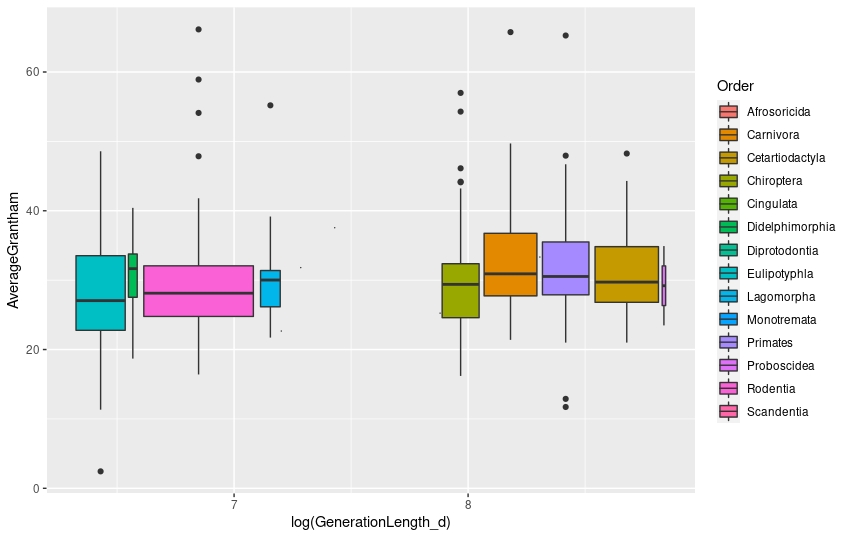 60
40
20
0
AverageGrantham
7
8
log(GenerationLength_d)
Order
Afrosoricida
Carnivora
Cetartiodactyla
Chiroptera
Cingulata
Didelphimorphia
Diprotodontia
Eulipotyphla
Lagomorpha
Monotremata
Primates
Proboscidea
Rodentia
Scandentia